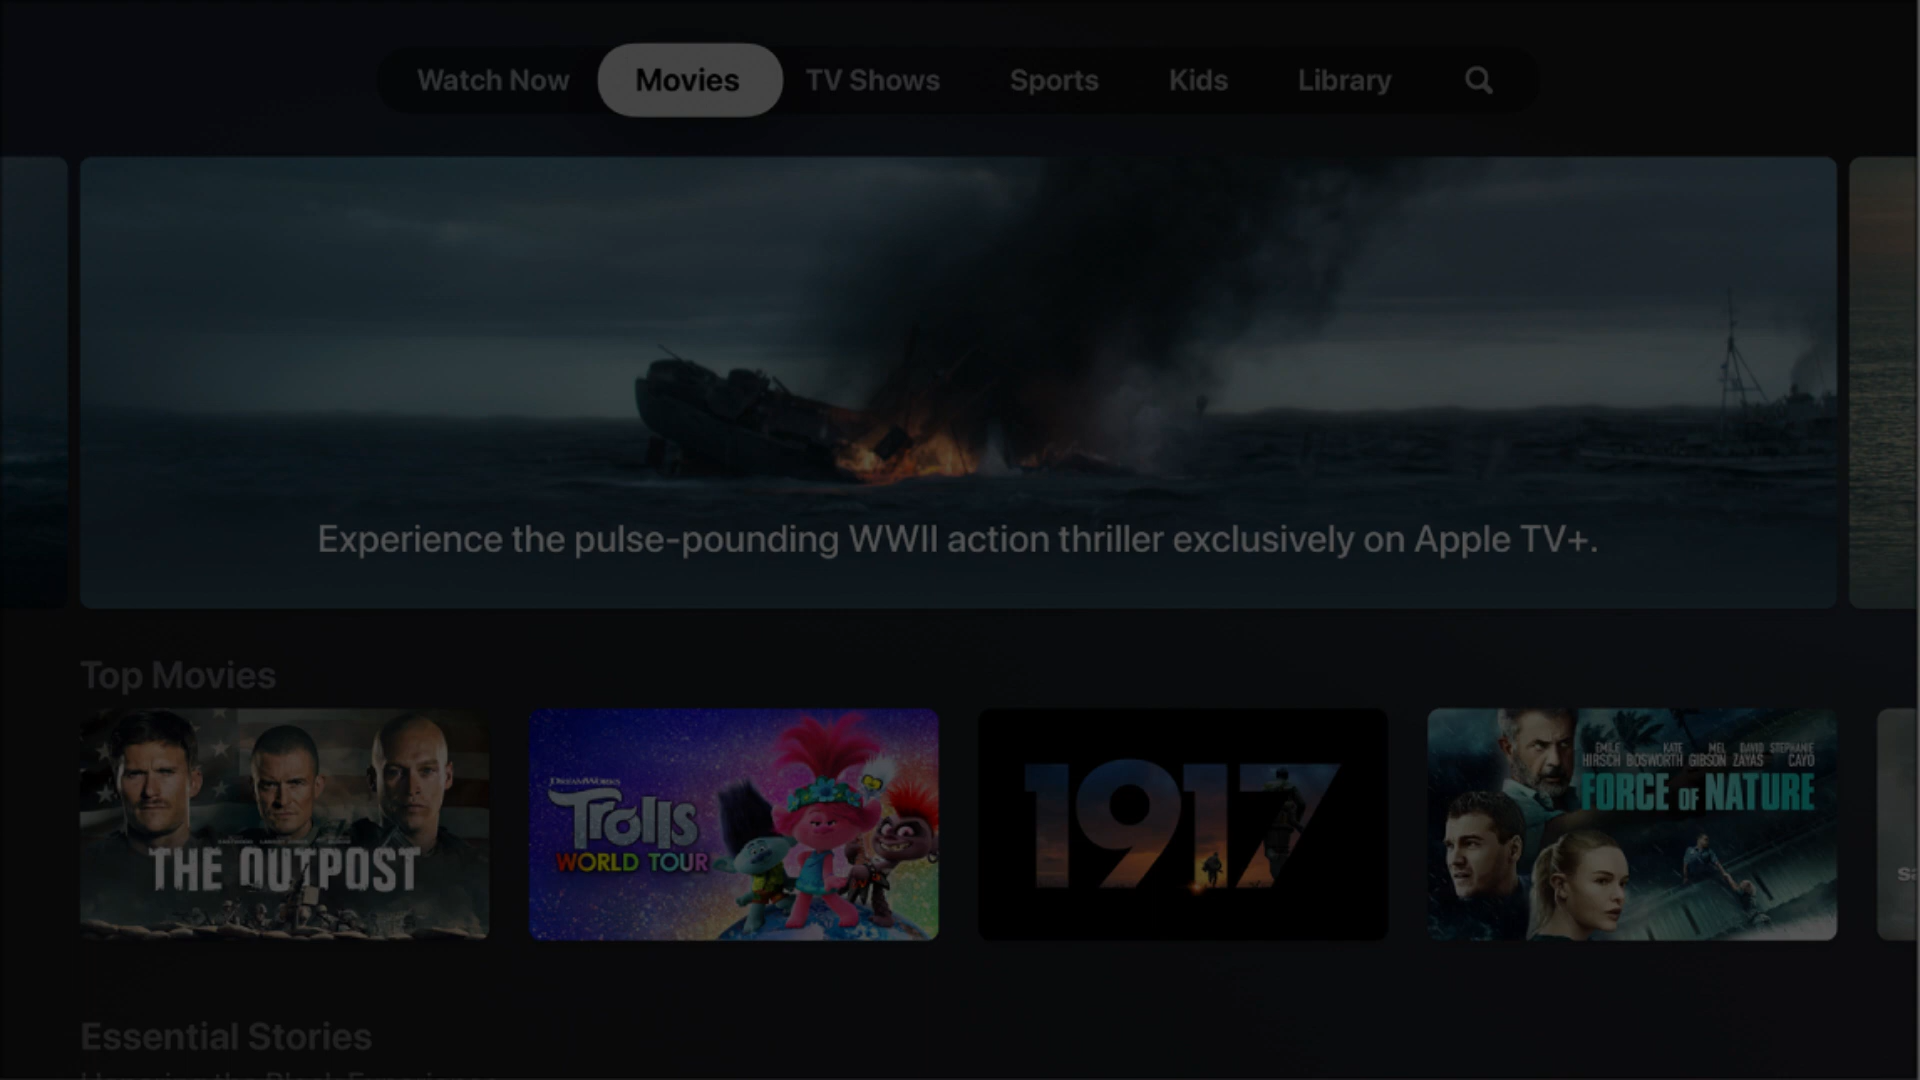 Watch Now Movies TV Shows Sports Kids Library
Experience the pulse-pounding WWII action thriller exclusively on Apple TV+.
Top Movies
THE OUTPOST
DREAMWORKS
Trolls
WORLD TOUR
1917
EMILE HIRSCH KATE BOSWORTH MEL GIBSON DAVID ZAYAS STEPHANIE CAYO
FORCE OF NATURE
Essential Stories